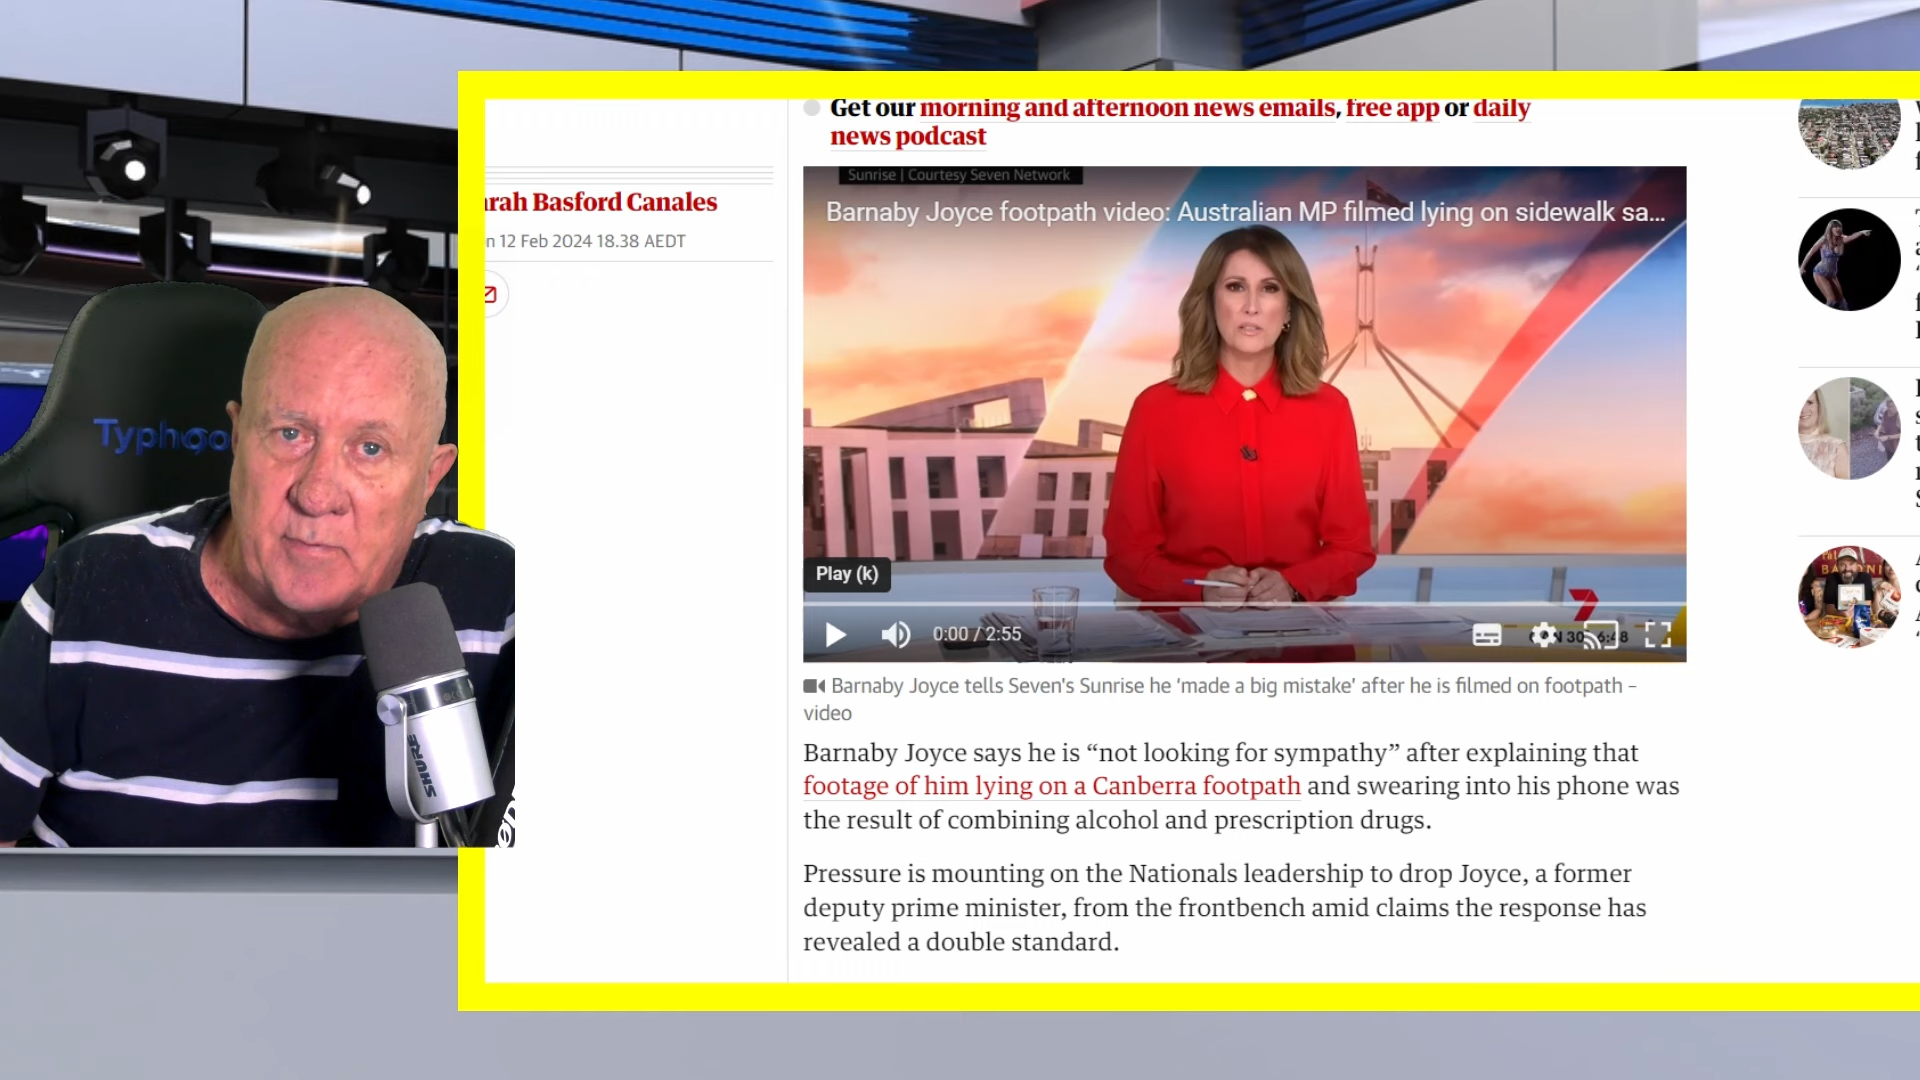 Get our morning and afternoon news emails, free app or daily
news podcast
arah Basford Canales
n 12 Feb 2024 18.38 AEDT
Sunrise | Courtesy Seven Network
Barnaby Joyce footpath video: Australian MP filmed lying on sidewalk sa...
Typhoo
Play (k)
0:00 / 2:55
7
Barnaby Joyce tells Seven's Sunrise he ‘made a big mistake’ after he is filmed on footpath –
video
Barnaby Joyce says he is “not looking for sympathy” after explaining that
footage of him lying on a Canberra footpath and swearing into his phone was
the result of combining alcohol and prescription drugs.
SHURE
Pressure is mounting on the Nationals leadership to drop Joyce, a former
deputy prime minister, from the frontbench amid claims the response has
revealed a double standard.